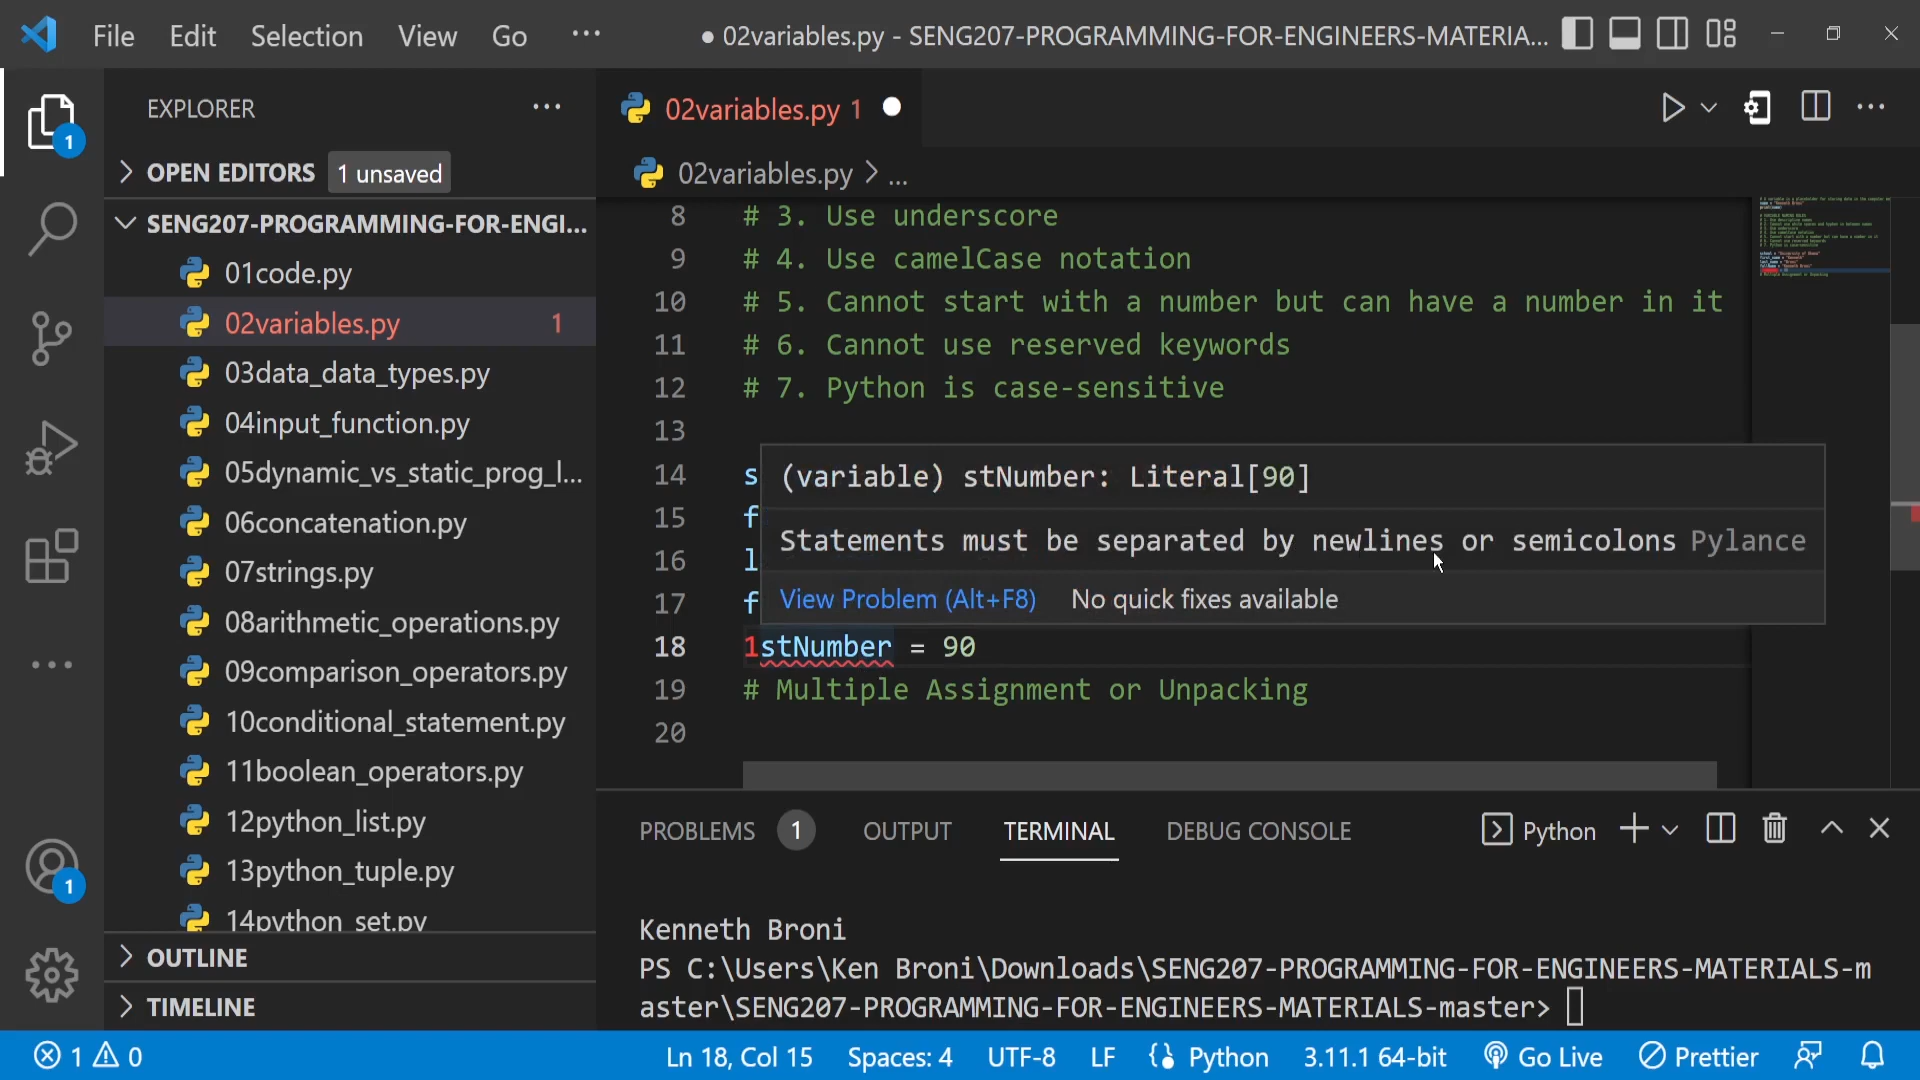 File Edit Selection View Go ... ● 02variables.py - SENG207-PROGRAMMING-FOR-ENGINEERS-MATERIA...
EXPLORER
OPEN EDITORS 1 unsaved
SENG207-PROGRAMMING-FOR-ENGI...
01code.py
02variables.py 1
03data_data_types.py
04input_function.py
05dynamic_vs_static_prog_l...
06concatenation.py
07strings.py
08arithmetic_operations.py
09comparison_operators.py
10conditional_statement.py
11boolean_operators.py
12python_list.py
13python_tuple.py
14python_set.py
OUTLINE
TIMELINE
1
1
02variables.py 1
02variables.py > ...
8 # 3. Use underscore
9 # 4. Use camelCase notation
10 # 5. Cannot start with a number but can have a number in it
11 # 6. Cannot use reserved keywords
12 # 7. Python is case-sensitive
13
14 s
15 f
16 l
17 f
(variable) stNumber: Literal[90]
Statements must be separated by newlines or semicolons Pylance
View Problem (Alt+F8) No quick fixes available
18 1stNumber = 90
19 # Multiple Assignment or Unpacking
20
PROBLEMS 1 OUTPUT TERMINAL DEBUG CONSOLE Python
Kenneth Broni
PS C:\Users\Ken Broni\Downloads\SENG207-PROGRAMMING-FOR-ENGINEERS-MATERIALS-m
aster\SENG207-PROGRAMMING-FOR-ENGINEERS-MATERIALS-master>
1 0 Ln 18, Col 15 Spaces: 4 UTF-8 LF Python 3.11.1 64-bit Go Live Prettier